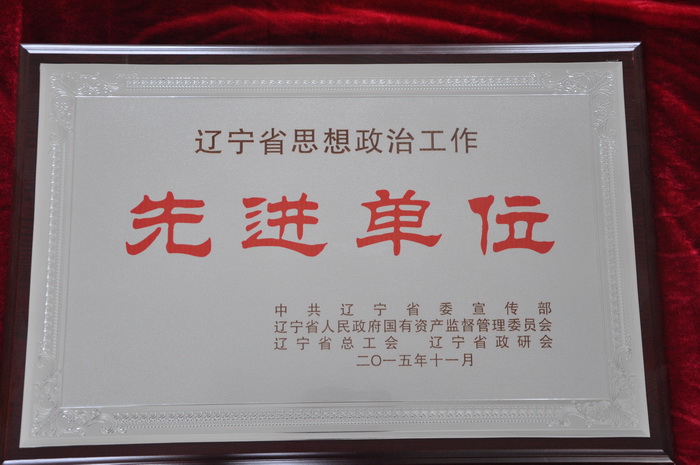 辽宁省思想政治工作
先进单位
中共辽宁省委宣传部
辽宁省人民政府国有资产监督管理委员会
辽宁省总工会 辽宁省政研会
二〇一五年十一月